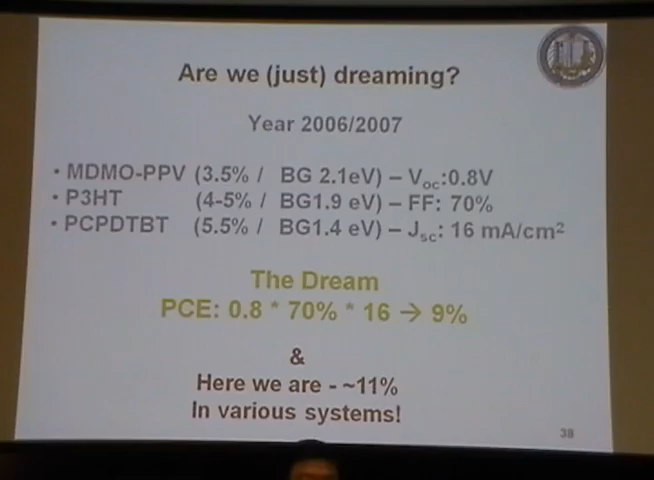 Are we (just) dreaming?
Year 2006/2007
• MDMO-PPV (3.5% / BG 2.1eV) – Voc:0.8V
• P3HT (4-5% / BG1.9 eV) – FF: 70%
• PCPDTBT (5.5% / BG1.4 eV) – Jsc: 16 mA/cm²
The Dream
PCE: 0.8 * 70% * 16 → 9%
&
Here we are - ~11%
In various systems!
38